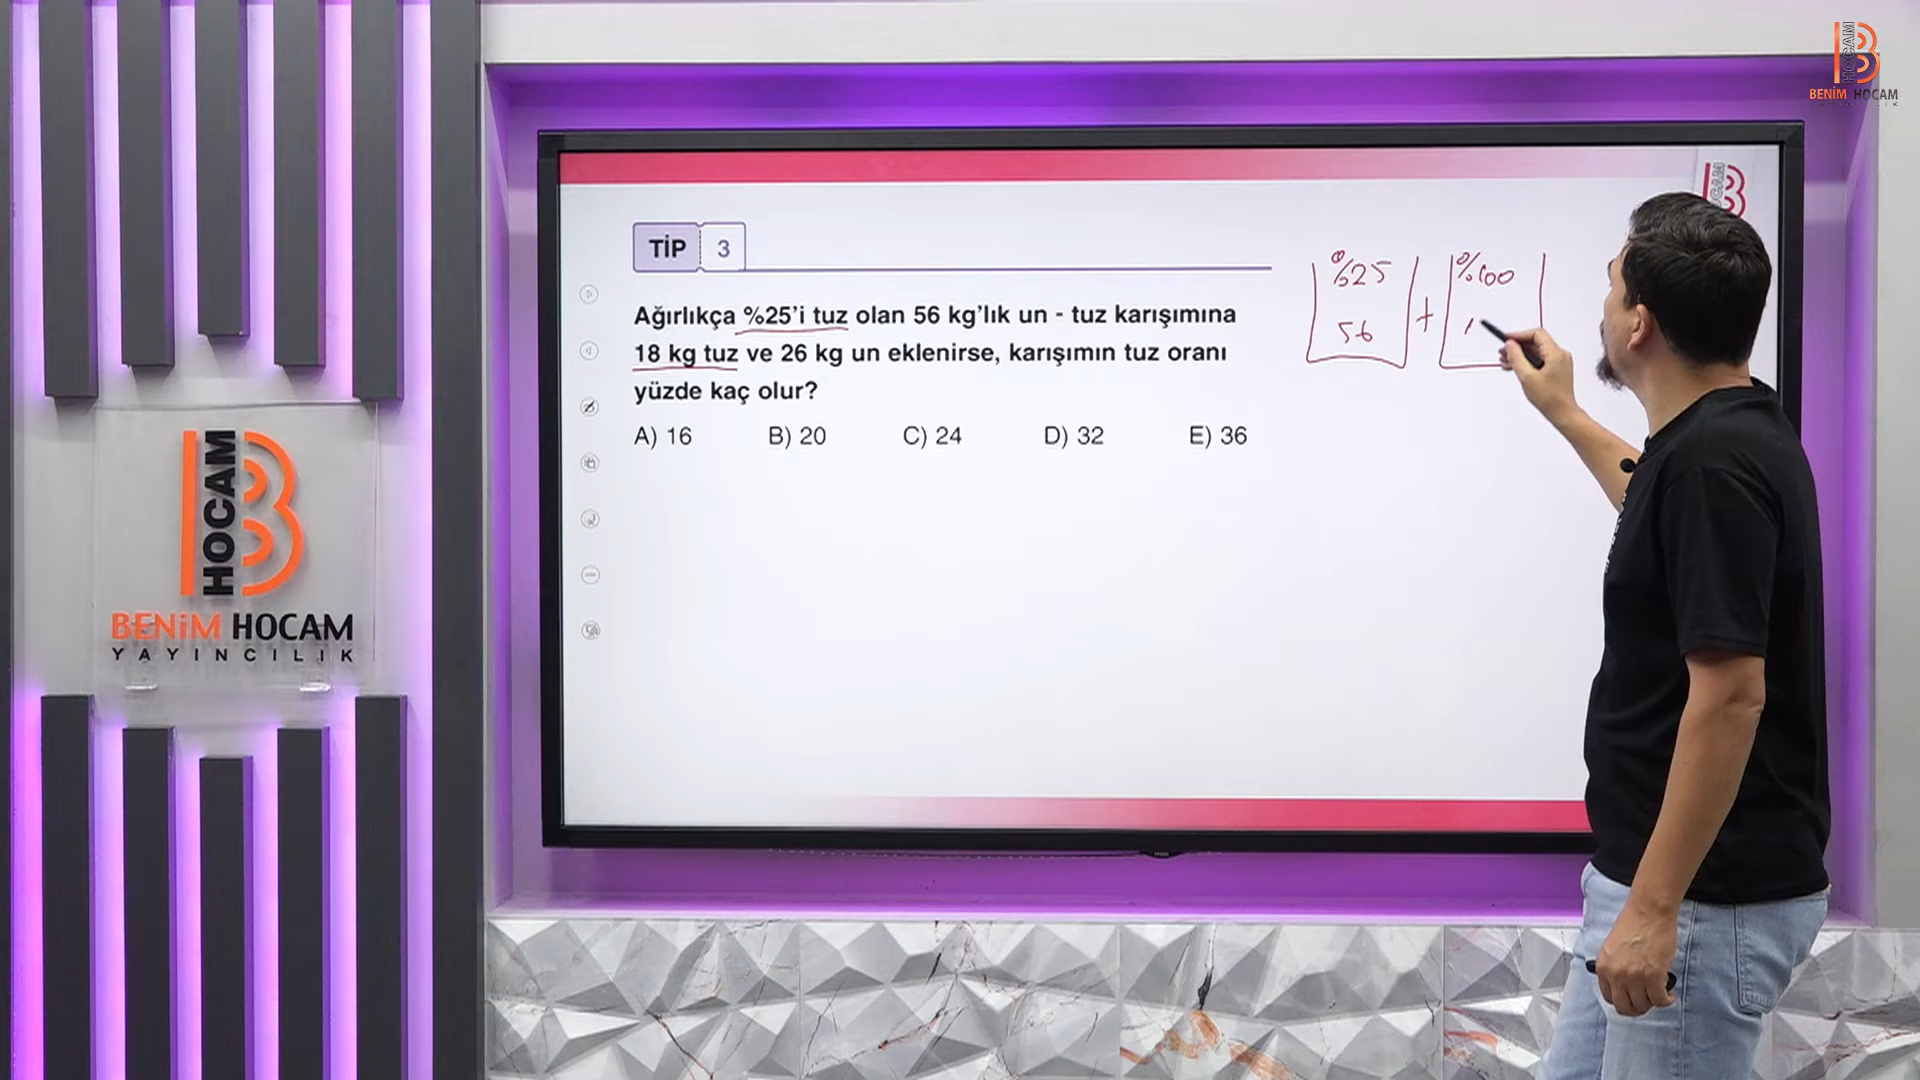 BENİM HOCAM
TİP 3
Ağırlıkça %25'i tuz olan 56 kg'lık un - tuz karışımına
18 kg tuz ve 26 kg un eklenirse, karışımın tuz oranı
yüzde kaç olur?
A) 16 B) 20 C) 24 D) 32 E) 36
%25
56
+
%100
HOCAM
BENİM HOCAM
YAYINCILIK